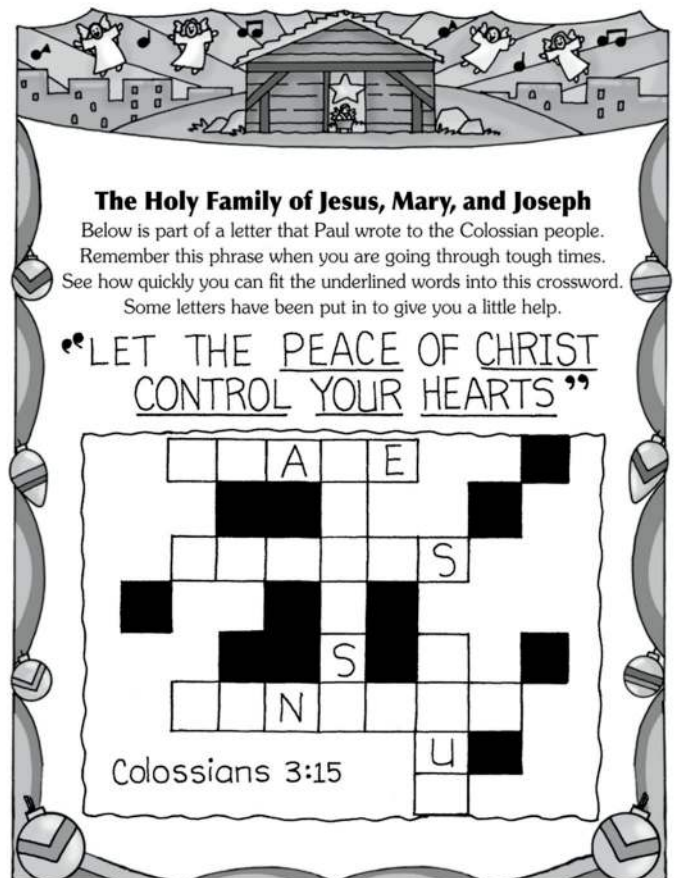 The Holy Family of Jesus, Mary, and Joseph
Below is part of a letter that Paul wrote to the Colossian people.
Remember this phrase when you are going through tough times.
See how quickly you can fit the underlined words into this crossword.
Some letters have been put in to give you a little help.
“LET THE PEACE OF CHRIST
CONTROL YOUR HEARTS”
A E
S
S
N
U
Colossians 3:15